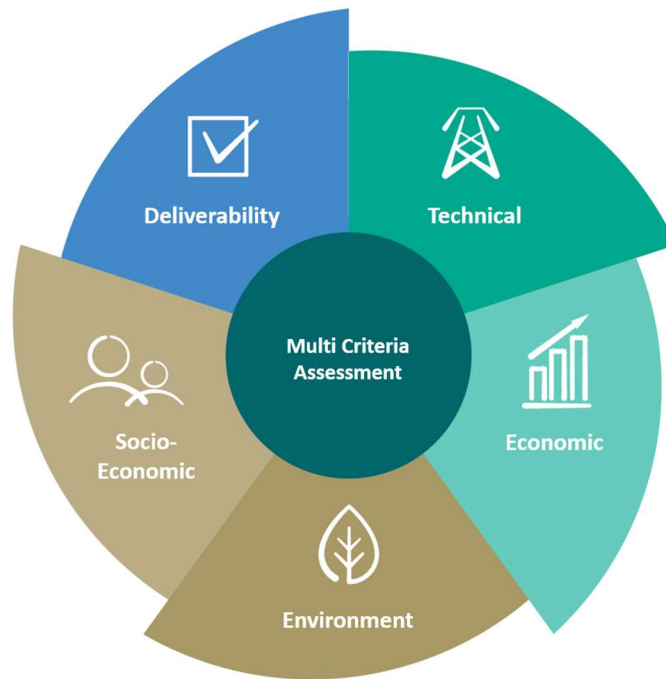 Deliverability
Technical
Multi Criteria
Assessment
Socio-
Economic
Economic
Environment